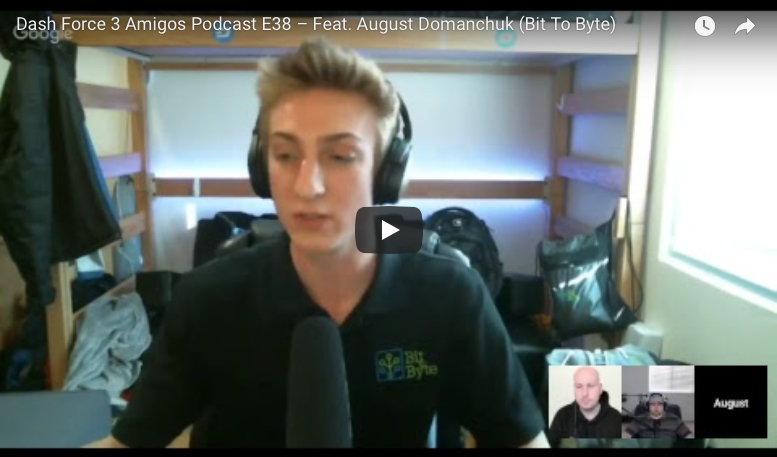 Dash Force 3 Amigos Podcast E38 – Feat. August Domanchuk (Bit To Byte)
Google
Bit
Byte
August